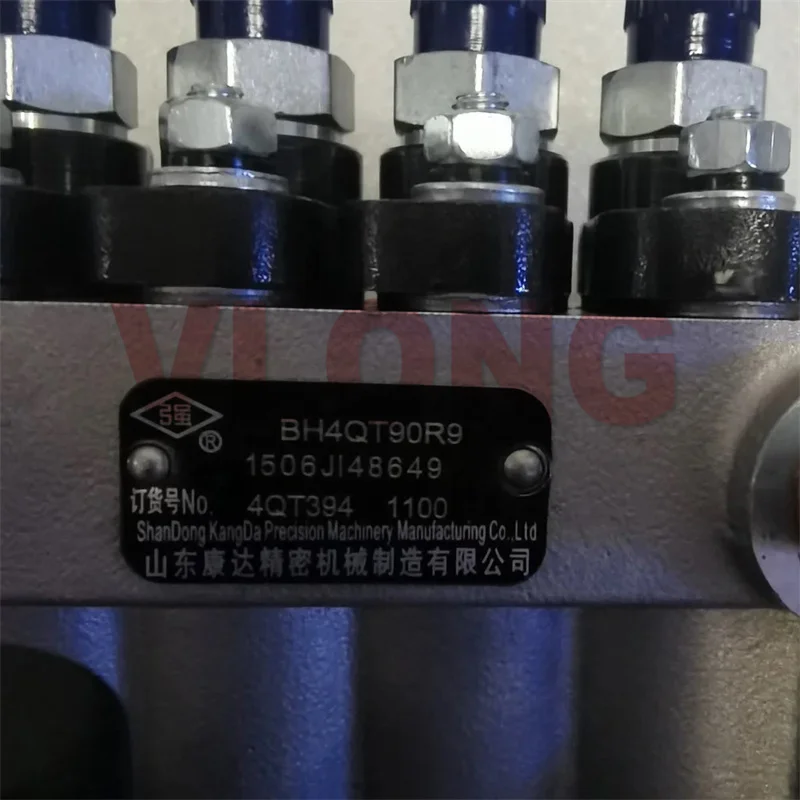 VLONG
强 ®
BH4QT90R9
1506JI48649
订货号No. 4QT394 1100
ShanDong KangDa Precision Machinery Manufacturing Co.,Ltd
山东康达精密机械制造有限公司